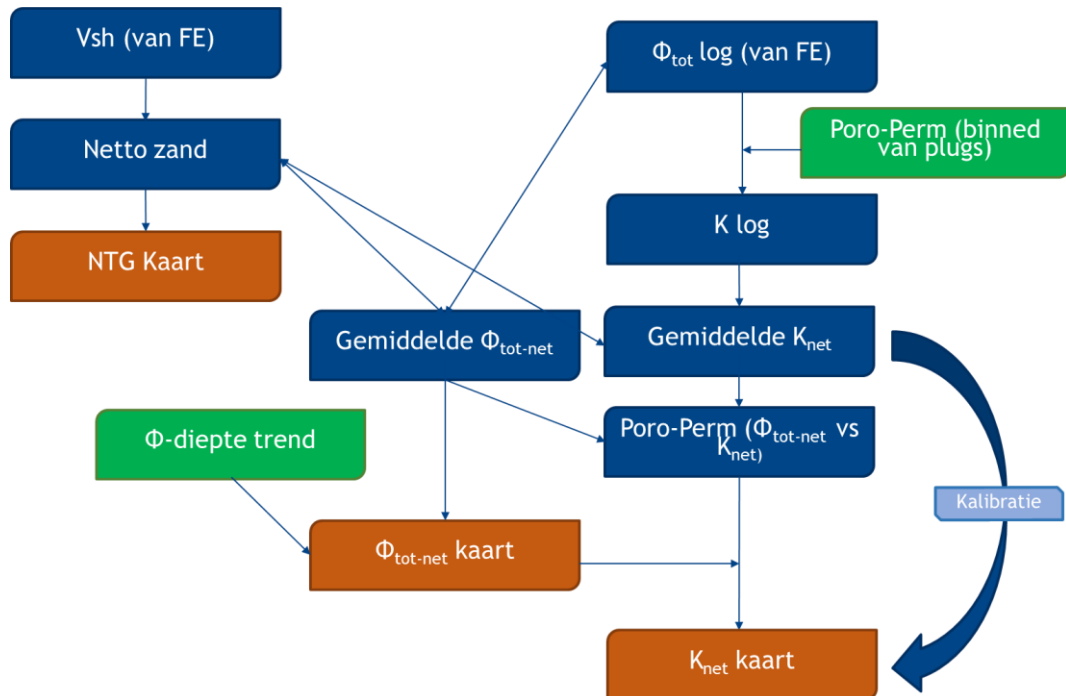 Vsh (van FE)
Φtot log (van FE)
Netto zand
Poro-Perm (binned
van plugs)
K log
NTG Kaart
Gemiddelde Φtot-net
Gemiddelde Knet
Φ-diepte trend
Poro-Perm (Φtot-net vs
Knet)
Kalibratie
Φtot-net kaart
Knet kaart